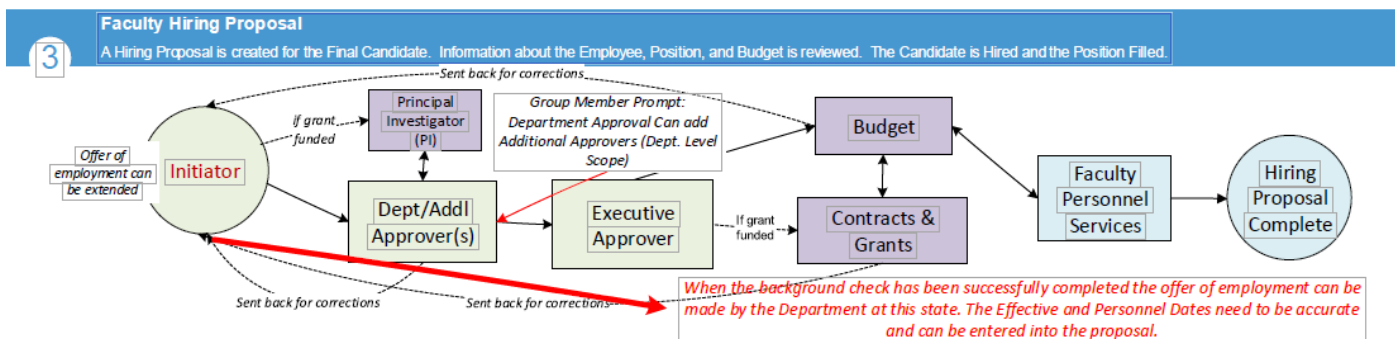 Faculty Hiring Proposal
3
A Hiring Proposal is created for the Final Candidate. Information about the Employee, Position, and Budget is reviewed. The Candidate is Hired and the Position Filled.
Sent back for corrections
Offer of
employment can
be extended
Initiator
If grant
funded
Principal
Investigator
(PI)
Group Member Prompt:
Department Approval Can add
Additional Approvers (Dept. Level
Scope)
Dept/Addl
Approver(s)
Executive
Approver
If grant
funded
Budget
Contracts &
Grants
Faculty
Personnel
Services
Hiring
Proposal
Complete
Sent back for corrections
Sent back for corrections
When the background check has been successfully completed the offer of employment can be
made by the Department at this state. The Effective and Personnel Dates need to be accurate
and can be entered into the proposal.